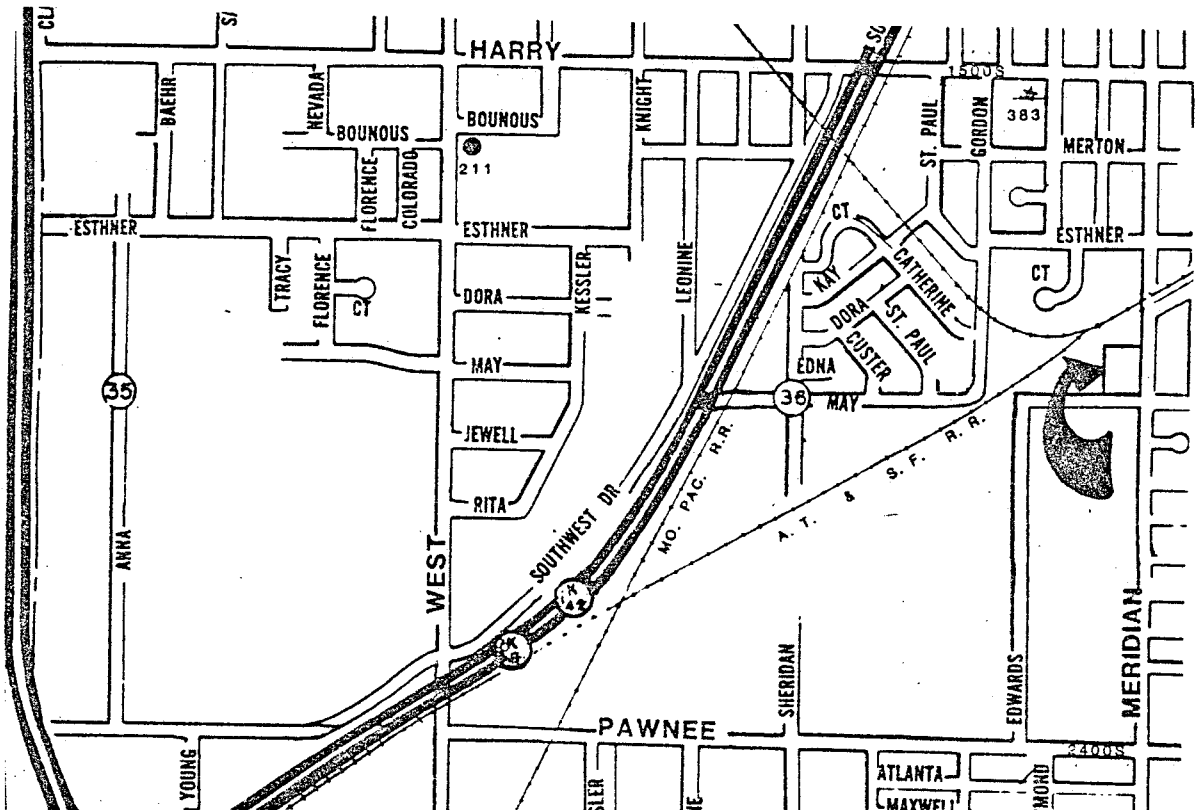 HARRY
1500S
BAEHR
NEVADA
BOUNOUS
BOUNOUS
KNIGHT
ST. PAUL
GORDON
383
MERTON
211
FLORENCE
COLORADO
ESTHNER
ESTHNER
ESTHNER
CT
TRACY
FLORENCE
CT
DORA
KESSLER
LEONINE
KAY
CATHERINE
CT
DORA
ST. PAUL
CUSTER
MAY
EDNA
35
36
MAY
JEWELL
RITA
SOUTHWEST DR
MO. PAC. R.R.
A. T. & S. F. R. R.
ANNA
WEST
K 42
SHERIDAN
EDWARDS
MERIDIAN
PAWNEE
2400S
YOUNG
ATLANTA
MAXWELL